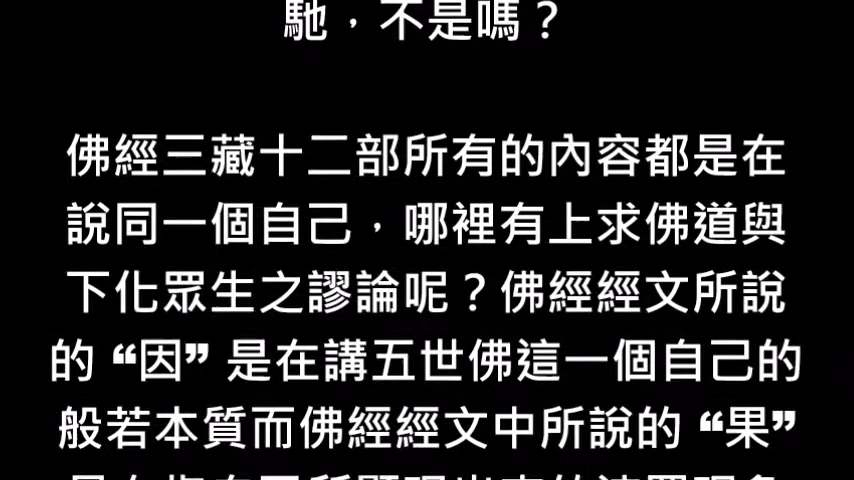 馳，不是嗎？
佛經三藏十二部所有的內容都是在
說同一個自己，哪裡有上求佛道與
下化眾生之謬論呢？佛經經文所說
的 “因” 是在講五世佛這一個自己的
般若本質而佛經經文中所說的 “果”